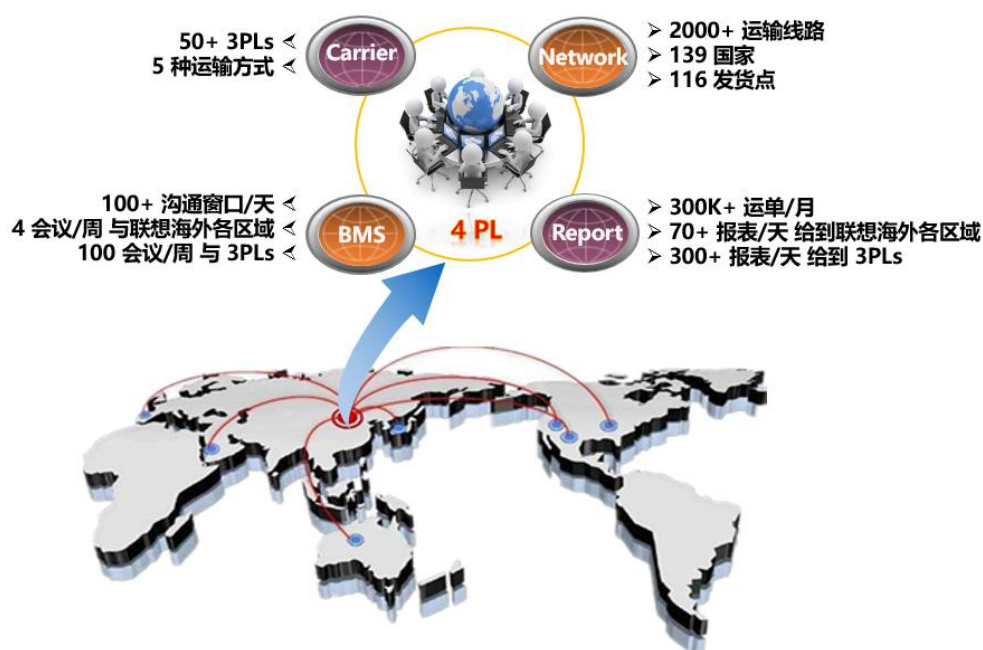 50+ 3PLs
5 种运输方式
Carrier
Network
2000+ 运输线路
139 国家
116 发货点
100+ 沟通窗口/天
4 会议/周 与联想海外各区域
100 会议/周 与 3PLs
BMS
4 PL
Report
300K+ 运单/月
70+ 报表/天 给到联想海外各区域
300+ 报表/天 给到 3PLs